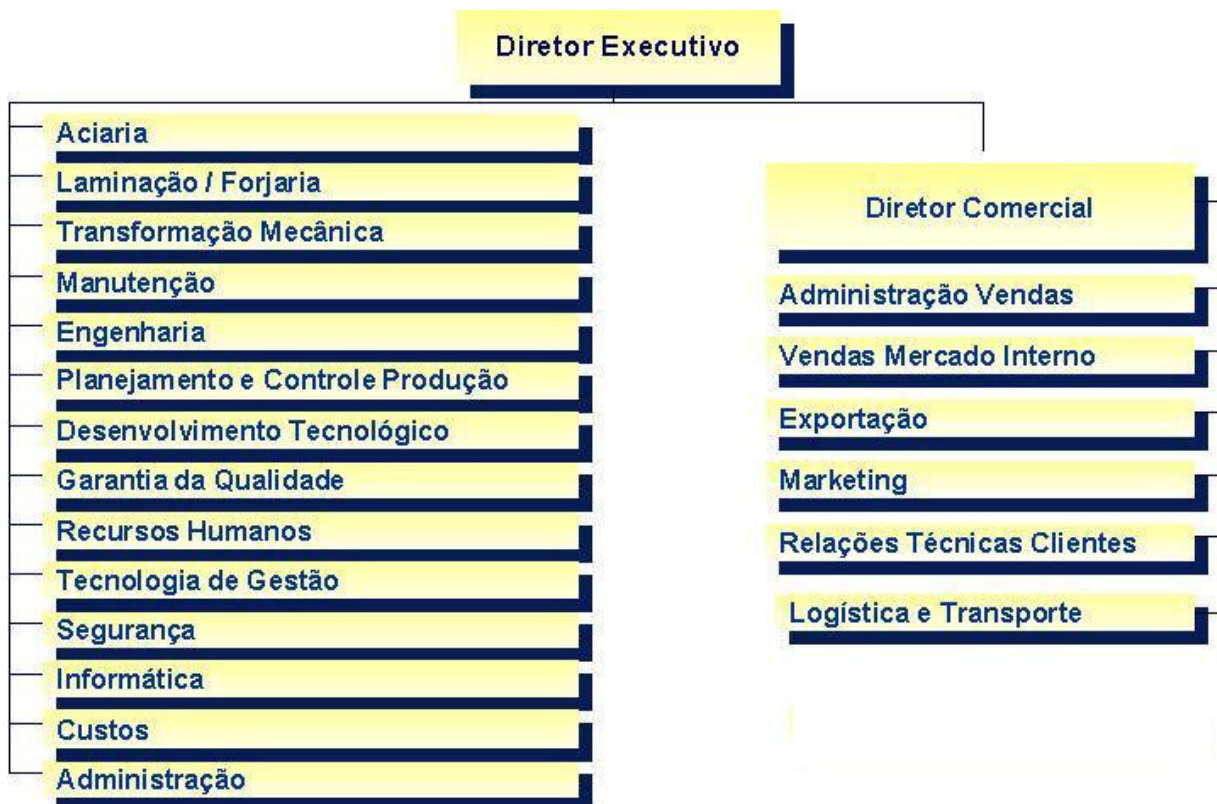 Diretor Executivo
Aciaria
Laminação / Forjaria
Transformação Mecânica
Manutenção
Engenharia
Planejamento e Controle Produção
Desenvolvimento Tecnológico
Garantia da Qualidade
Recursos Humanos
Tecnologia de Gestão
Segurança
Informática
Custos
Administração
Diretor Comercial
Administração Vendas
Vendas Mercado Interno
Exportação
Marketing
Relações Técnicas Clientes
Logística e Transporte